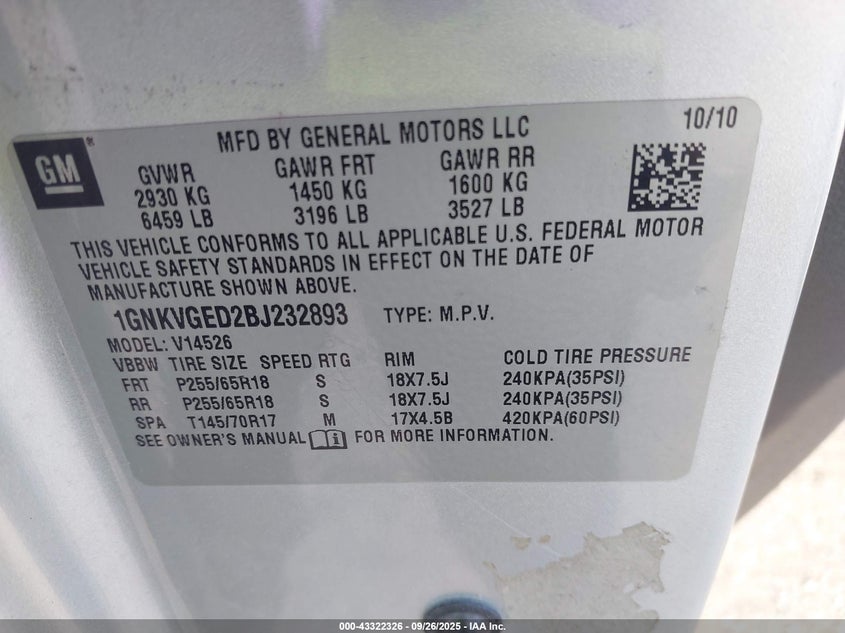 GM®
MFD BY GENERAL MOTORS LLC 10/10
GVWR GAWR FRT GAWR RR
2930 KG 1450 KG 1600 KG
6459 LB 3196 LB 3527 LB
THIS VEHICLE CONFORMS TO ALL APPLICABLE U.S. FEDERAL MOTOR
VEHICLE SAFETY STANDARDS IN EFFECT ON THE DATE OF
MANUFACTURE SHOWN ABOVE.
1GNKVGED2BJ232893 TYPE: M.P.V.
MODEL: V14526
VBBW TIRE SIZE SPEED RTG RIM COLD TIRE PRESSURE
FRT P255/65R18 S 18X7.5J 240KPA(35PSI)
RR P255/65R18 S 18X7.5J 240KPA(35PSI)
SPA T145/70R17 M 17X4.5B 420KPA(60PSI)
SEE OWNER'S MANUAL i FOR MORE INFORMATION.
000-43322326 - 09/26/2025 - IAA Inc.